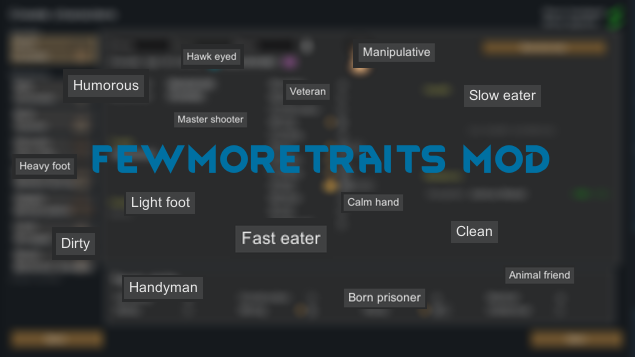 Hawk eyed
Manipulative
Humorous
Veteran
Slow eater
Master shooter
FEWMORETRAITS MOD
Heavy foot
Light foot
Calm hand
Dirty
Fast eater
Clean
Animal friend
Handyman
Born prisoner